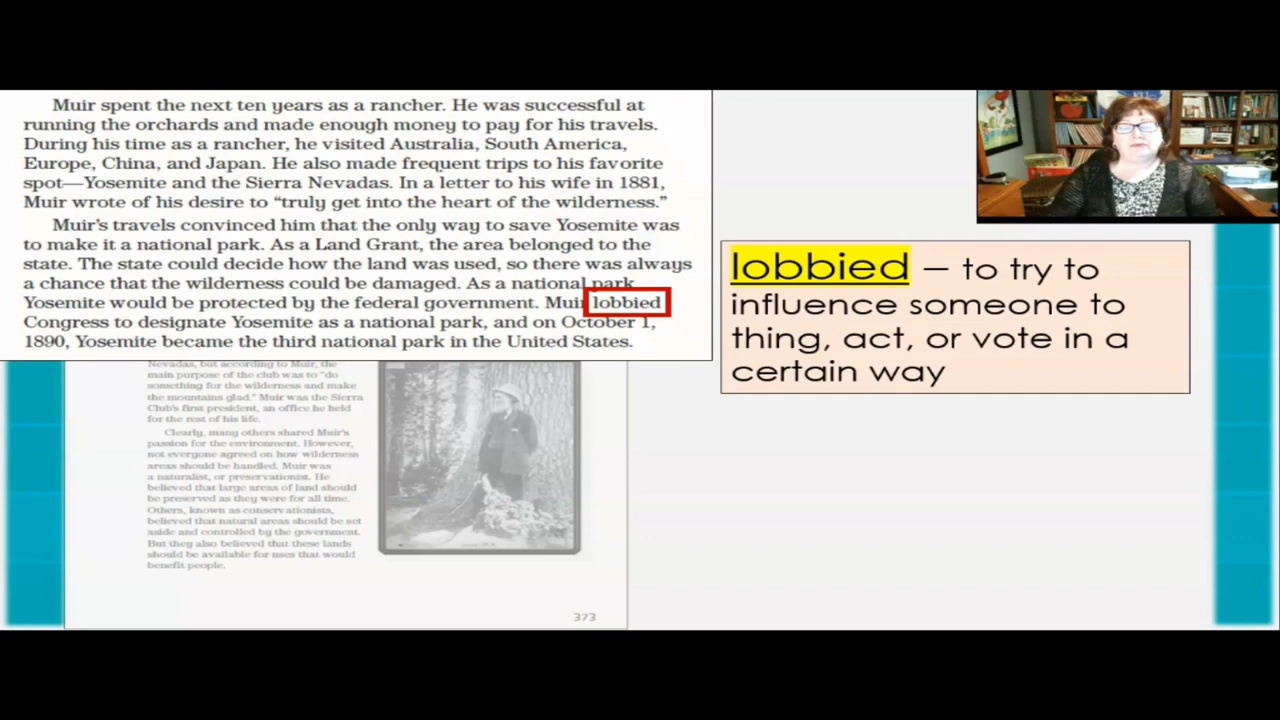 Muir spent the next ten years as a rancher. He was successful at
running the orchards and made enough money to pay for his travels.
During his time as a rancher, he visited Australia, South America,
Europe, China, and Japan. He also made frequent trips to his favorite
spot—Yosemite and the Sierra Nevadas. In a letter to his wife in 1881,
Muir wrote of his desire to “truly get into the heart of the wilderness.”
Muir’s travels convinced him that the only way to save Yosemite was
to make it a national park. As a Land Grant, the area belonged to the
state. The state could decide how the land was used, so there was always
a chance that the wilderness could be damaged. As a national park
Yosemite would be protected by the federal government. Muir lobbied
Congress to designate Yosemite as a national park, and on October 1,
1890, Yosemite became the third national park in the United States.
lobbied – to try to
influence someone to
thing, act, or vote in a
certain way
Nevadas, but according to Muir, the
main purpose of the club was to “do
something for the wilderness and make
the mountains glad.” Muir was the Sierra
Club’s first president, an office he held
for the rest of his life.
Clearly, many others shared Muir’s
passion for the environment. However,
not everyone agreed on how wilderness
areas should be handled. Muir was
a naturalist, or preservationist. He
believed that large areas of land should
be preserved as they were for all time.
Others, known as conservationists,
believed that natural areas should be set
aside and controlled by the government.
But they also believed that these lands
should be available for uses that would
benefit people.
373